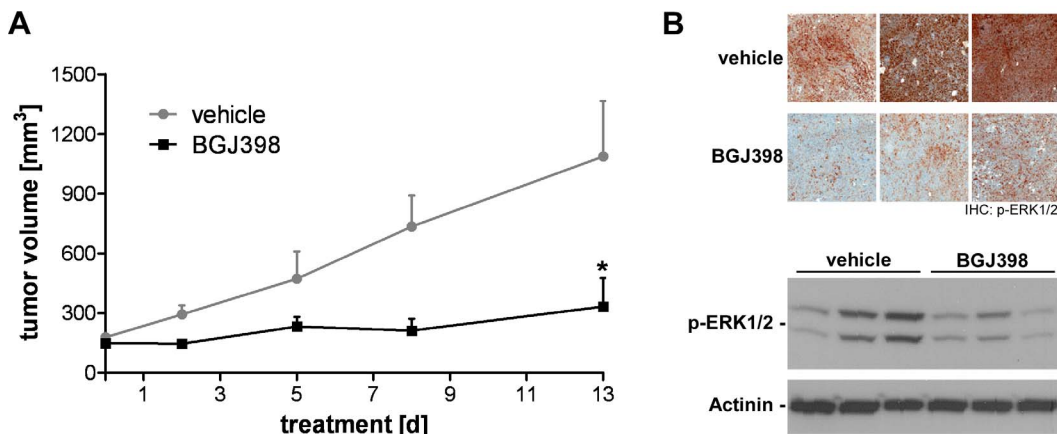 A
tumor volume [mm³]
1500
1200
900
600
300
0
vehicle
BGJ398
*
1
3
5
7
9
11
13
treatment [d]
B
vehicle
BGJ398
IHC: p-ERK1/2
vehicle
BGJ398
p-ERK1/2 -
Actinin -